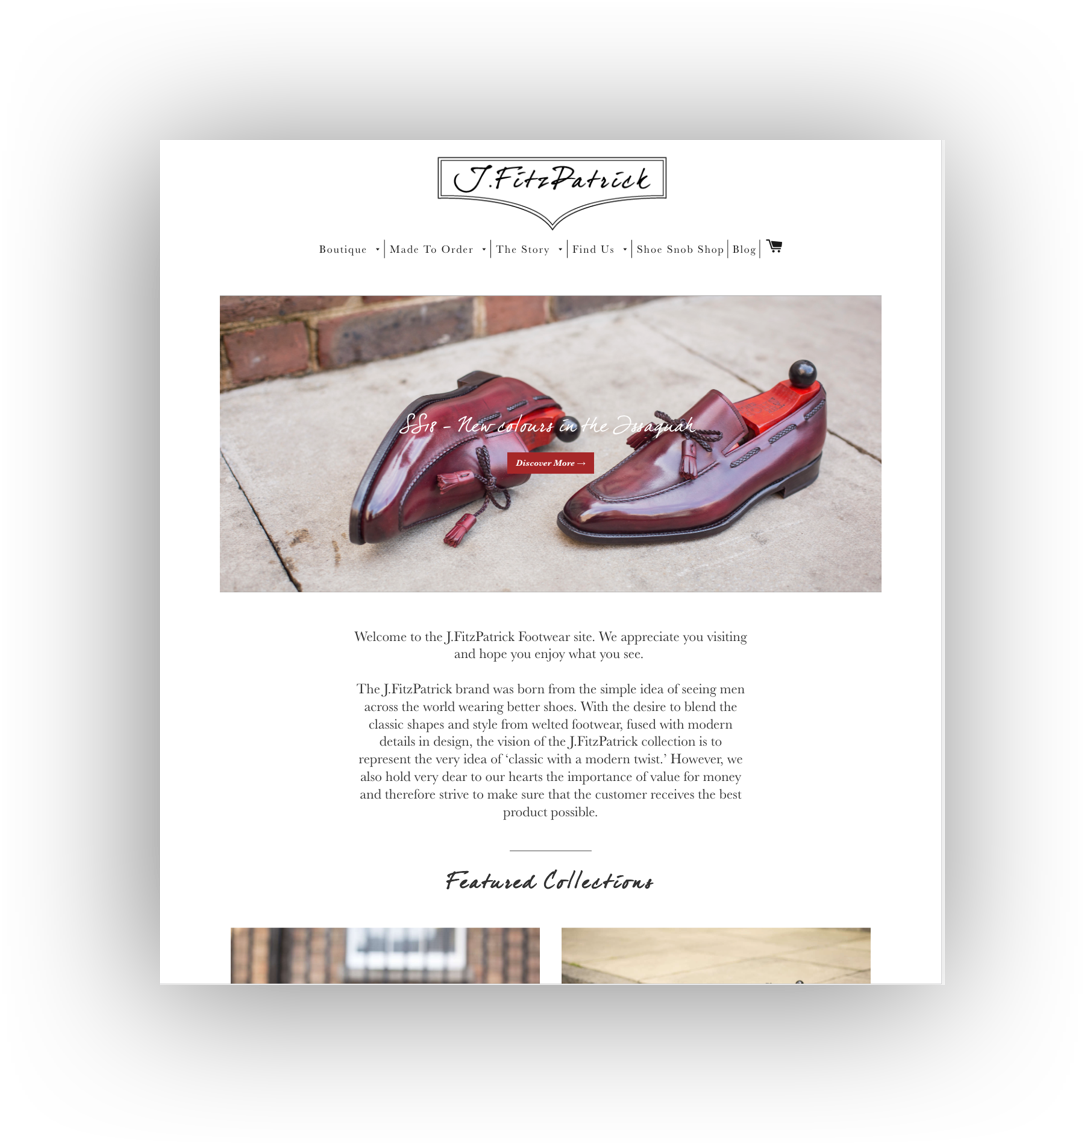 J.FitzPatrick
Boutique Made To Order The Story Find Us Shoe Snob Shop Blog
SS18 – New colours in the Issaquah
Discover More →
Welcome to the J.FitzPatrick Footwear site. We appreciate you visiting
and hope you enjoy what you see.
The J.FitzPatrick brand was born from the simple idea of seeing men
across the world wearing better shoes. With the desire to blend the
classic shapes and style from welted footwear, fused with modern
details in design, the vision of the J.FitzPatrick collection is to
represent the very idea of ‘classic with a modern twist.’ However, we
also hold very dear to our hearts the importance of value for money
and therefore strive to make sure that the customer receives the best
product possible.
Featured Collections